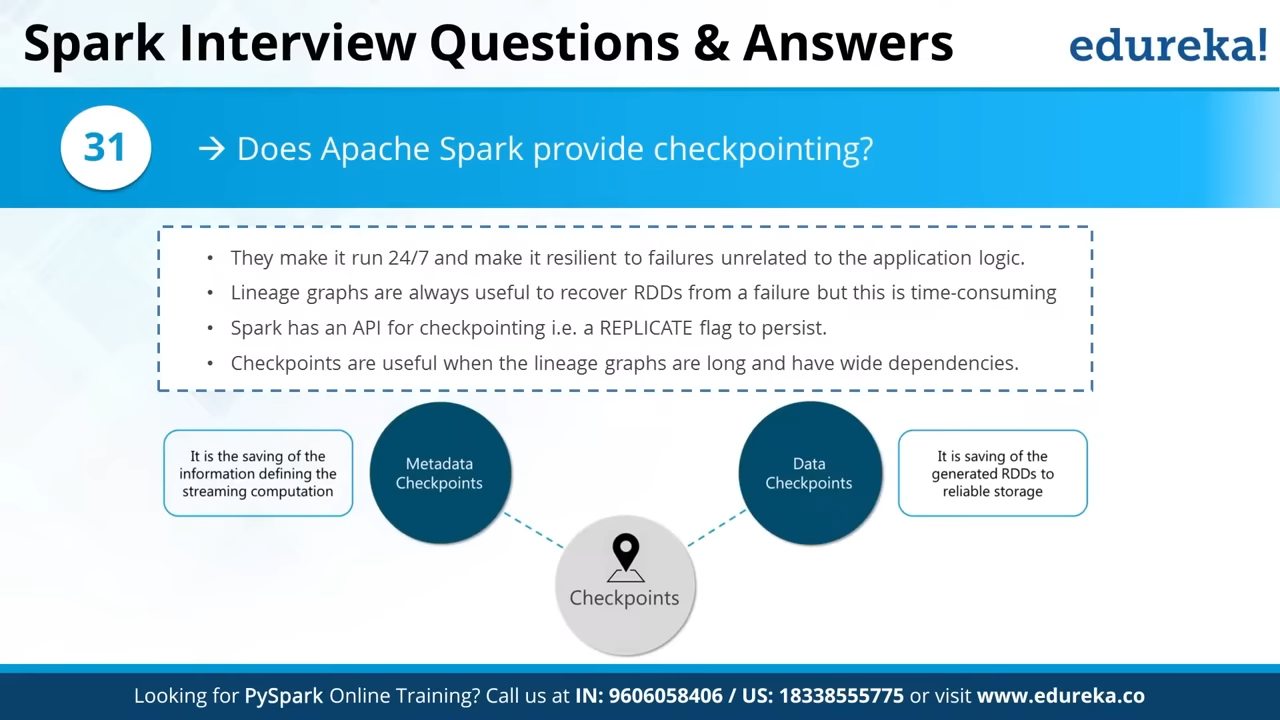 Spark Interview Questions & Answers
edureka!
31
→ Does Apache Spark provide checkpointing?
• They make it run 24/7 and make it resilient to failures unrelated to the application logic.
• Lineage graphs are always useful to recover RDDs from a failure but this is time-consuming
• Spark has an API for checkpointing i.e. a REPLICATE flag to persist.
• Checkpoints are useful when the lineage graphs are long and have wide dependencies.
It is the saving of the
information defining the
streaming computation
Metadata
Checkpoints
Data
Checkpoints
It is saving of the
generated RDDs to
reliable storage
Checkpoints
Looking for PySpark Online Training? Call us at IN: 9606058406 / US: 18338555775 or visit www.edureka.co